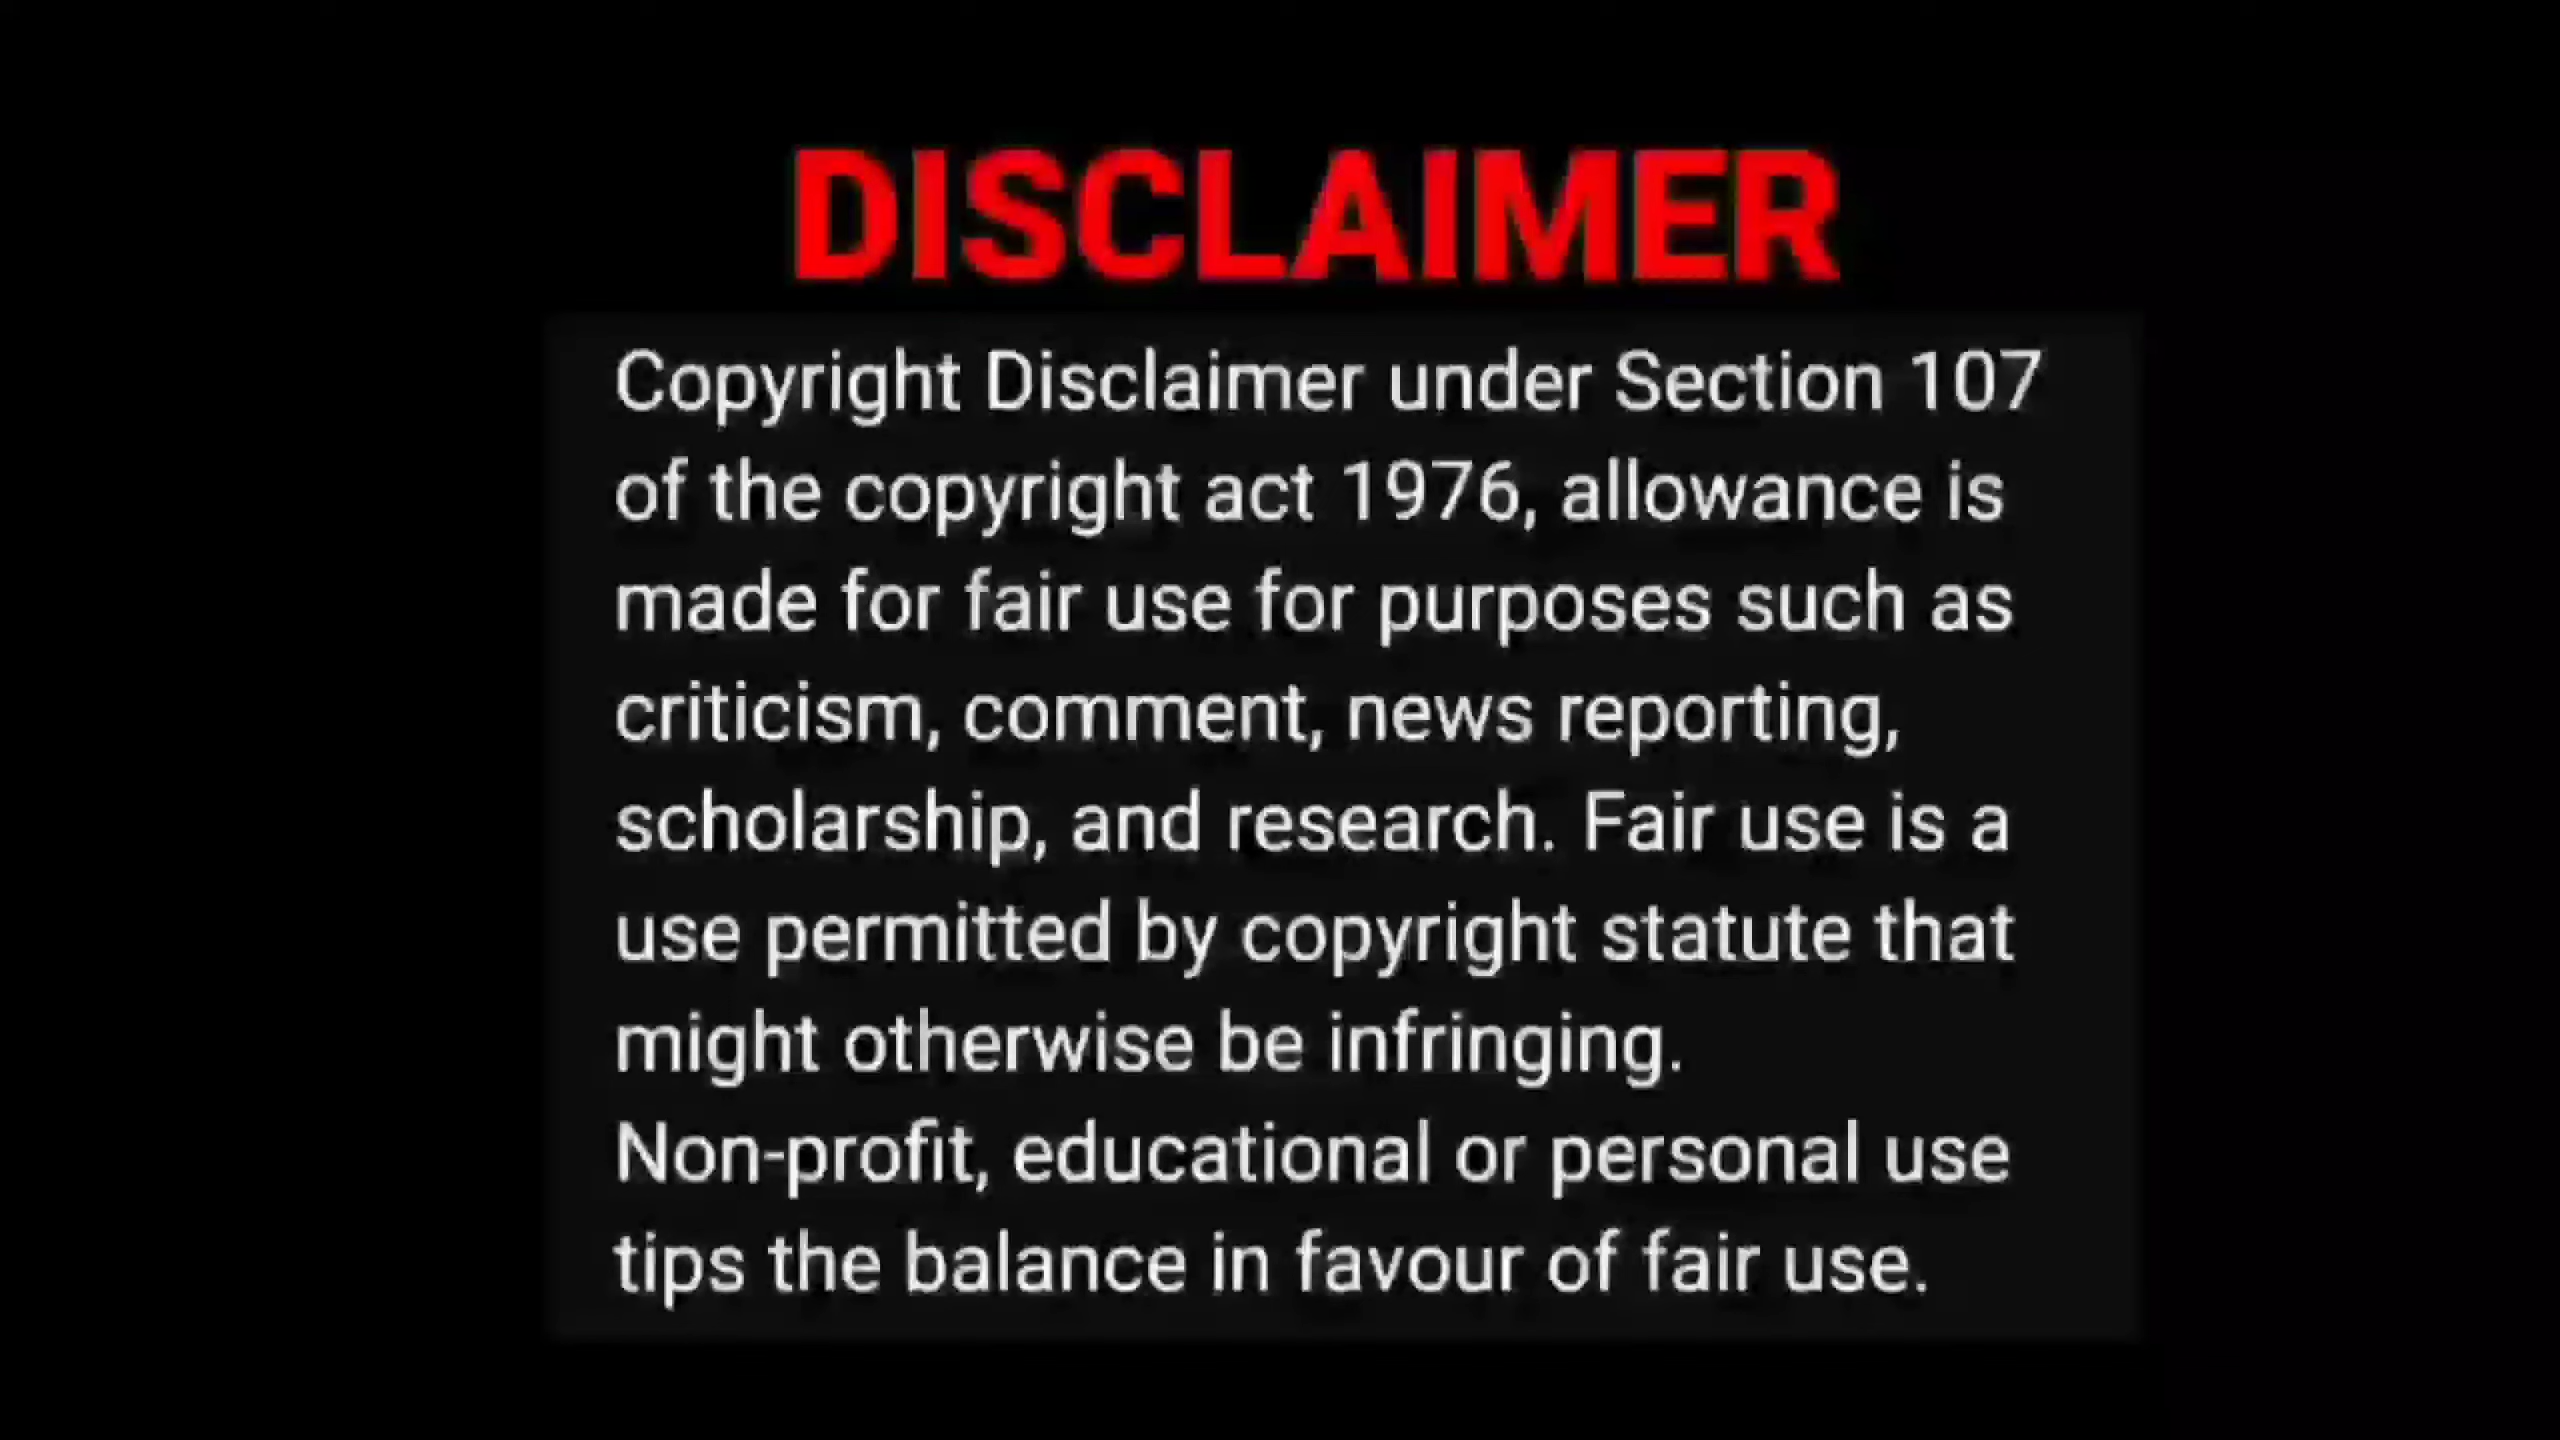 DISCLAIMER
Copyright Disclaimer under Section 107
of the copyright act 1976, allowance is
made for fair use for purposes such as
criticism, comment, news reporting,
scholarship, and research. Fair use is a
use permitted by copyright statute that
might otherwise be infringing.
Non-profit, educational or personal use
tips the balance in favour of fair use.